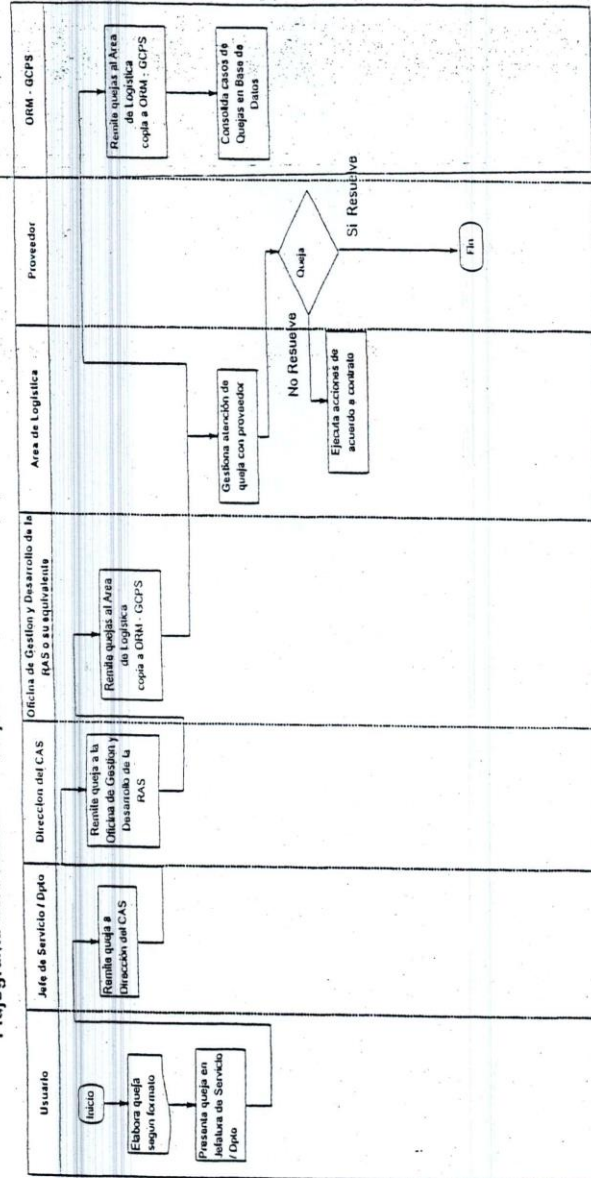 Usuario
Jefe de Servicio / Dpto
Direccion del CAS
Oficina de Gestion y Desarrollo de la
RAS o su equivalente
Area de Logistica
Proveedor
ORM - GCPS
Inicio
Elabora queja
segun formato
Presenta queja en
Jefatura de Servicio
/ Dpto
Remite queja a
Dirección del CAS
Remite queja a la
Oficina de Gestion y
Desarrollo de la
RAS
Remite quejas al Area
de Logística
copia a ORM - GCPS
Gestiona atención de
queja con proveedor
No Resuelve
Ejecuta acciones de
acuerdo a contrato
Queja
Si Resuelve
Fin
Remite quejas al Area
de Logística
copia a ORM - GCPS
Consolida casos de
Quejas en Base de
Datos